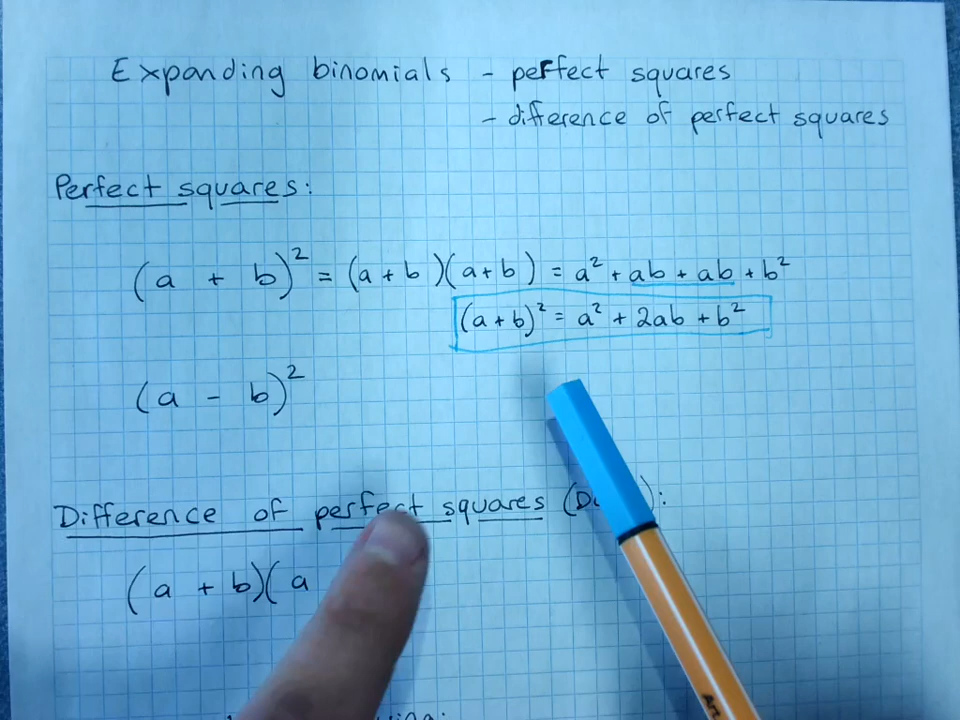 Expanding binomials - perfect squares
- difference of perfect squares
Perfect squares:
(a + b)² = (a + b)(a + b) = a² + ab + ab + b²
(a + b)² = a² + 2ab + b²
(a - b)²
Difference of perfect squares
(a + b)(a